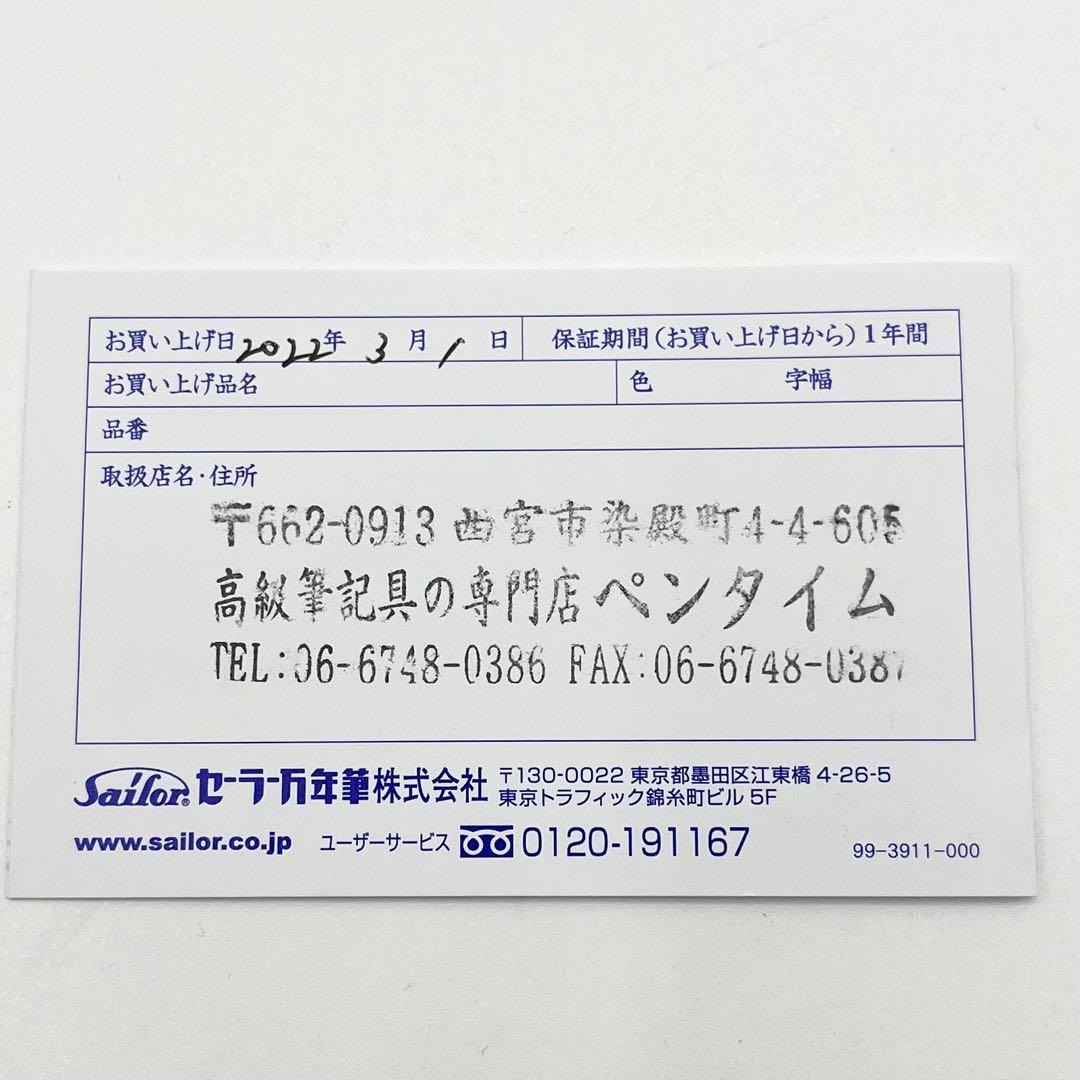 お買い上げ日 2022年 3月 1日 保証期間(お買い上げ日から)1年間
お買い上げ品名 色 字幅
品番
取扱店名・住所
〒662-0913 西宮市染殿町4-4-605
高級筆記具の専門店ペンタイム
TEL:06-6748-0386 FAX:06-6748-0387
Sailor® セーラー万年筆株式会社 〒130-0022 東京都墨田区江東橋 4-26-5
東京トラフィック錦糸町ビル 5F
www.sailor.co.jp ユーザーサービス 0120-191167 99-3911-000